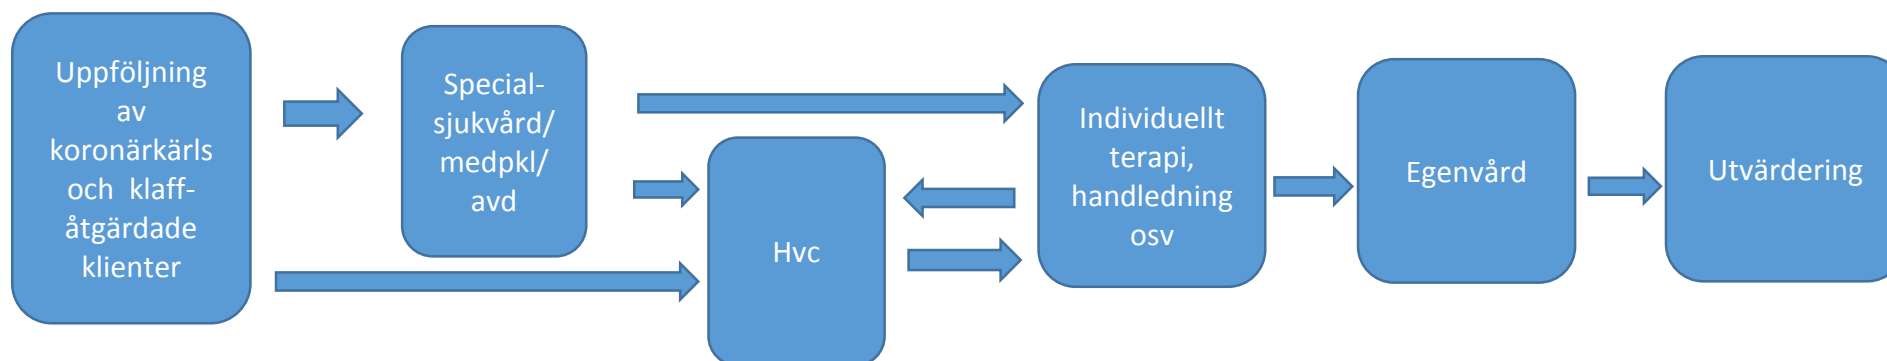 Uppföljning
av
koronärkärls
och klaff-
åtgärdade
klienter
Special-
sjukvård/
medpkl/
avd
Hvc
Individuellt
terapi,
handledning
osv
Egenvård
Utvärdering